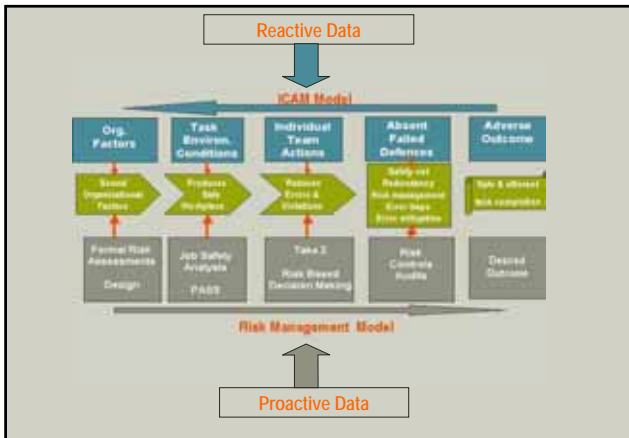 Reactive Data
ICAM Model
Org.
Factors
Task
Environ.
Conditions
Individual
Team
Actions
Absent
Failed
Defences
Adverse
Outcome
Sound
Organisational
Factors
Produces
Safe
Workplace
Reduces
Errors &
Violations
Safety-net
Redundancy
Risk management
Error traps
Error mitigation
Safe & efficient
task completion
Formal Risk
Assessments
Design
Job Safety
Analysis
PASS
Take 2
Risk Based
Decision Making
Risk
Controls
Audits
Desired
Outcome
Risk Management Model
Proactive Data